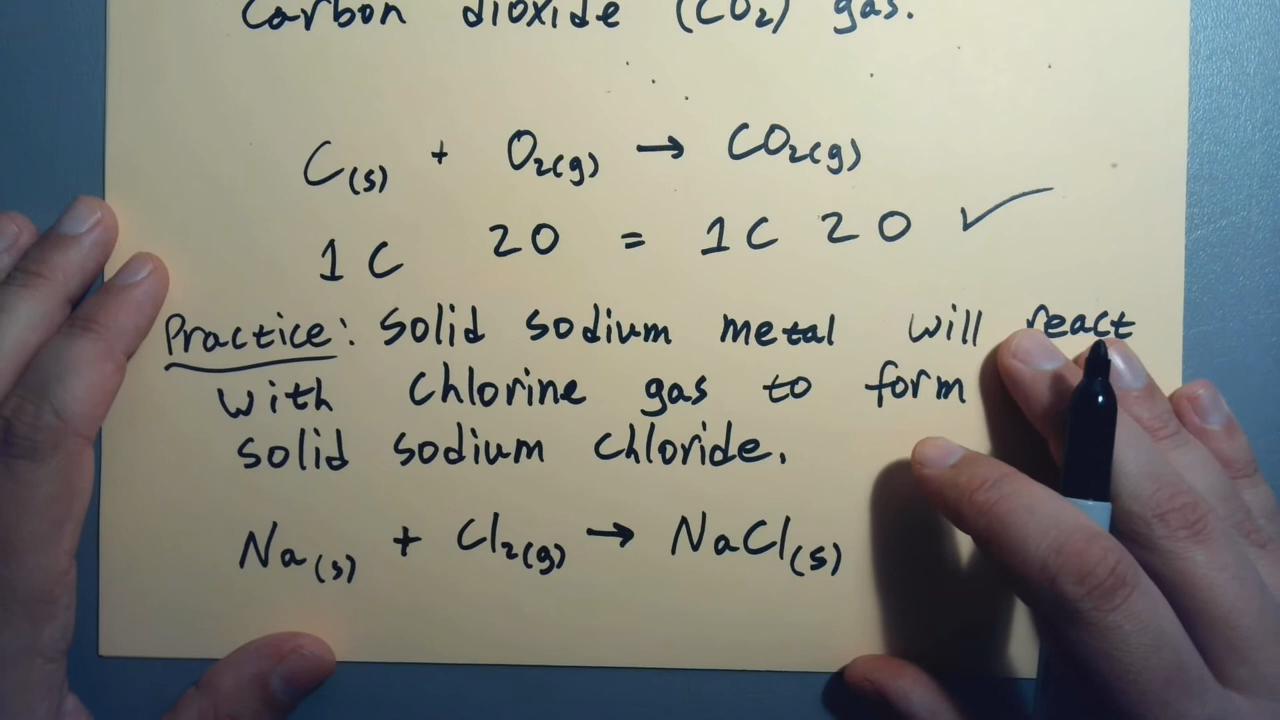 Carbon dioxide (CO₂) gas.
C(s) + O₂(g) → CO₂(g)
1 C 2 O = 1 C 2 O ✓
Practice: Solid sodium metal will react
with chlorine gas to form
solid sodium chloride.
Na(s) + Cl₂(g) → NaCl(s)